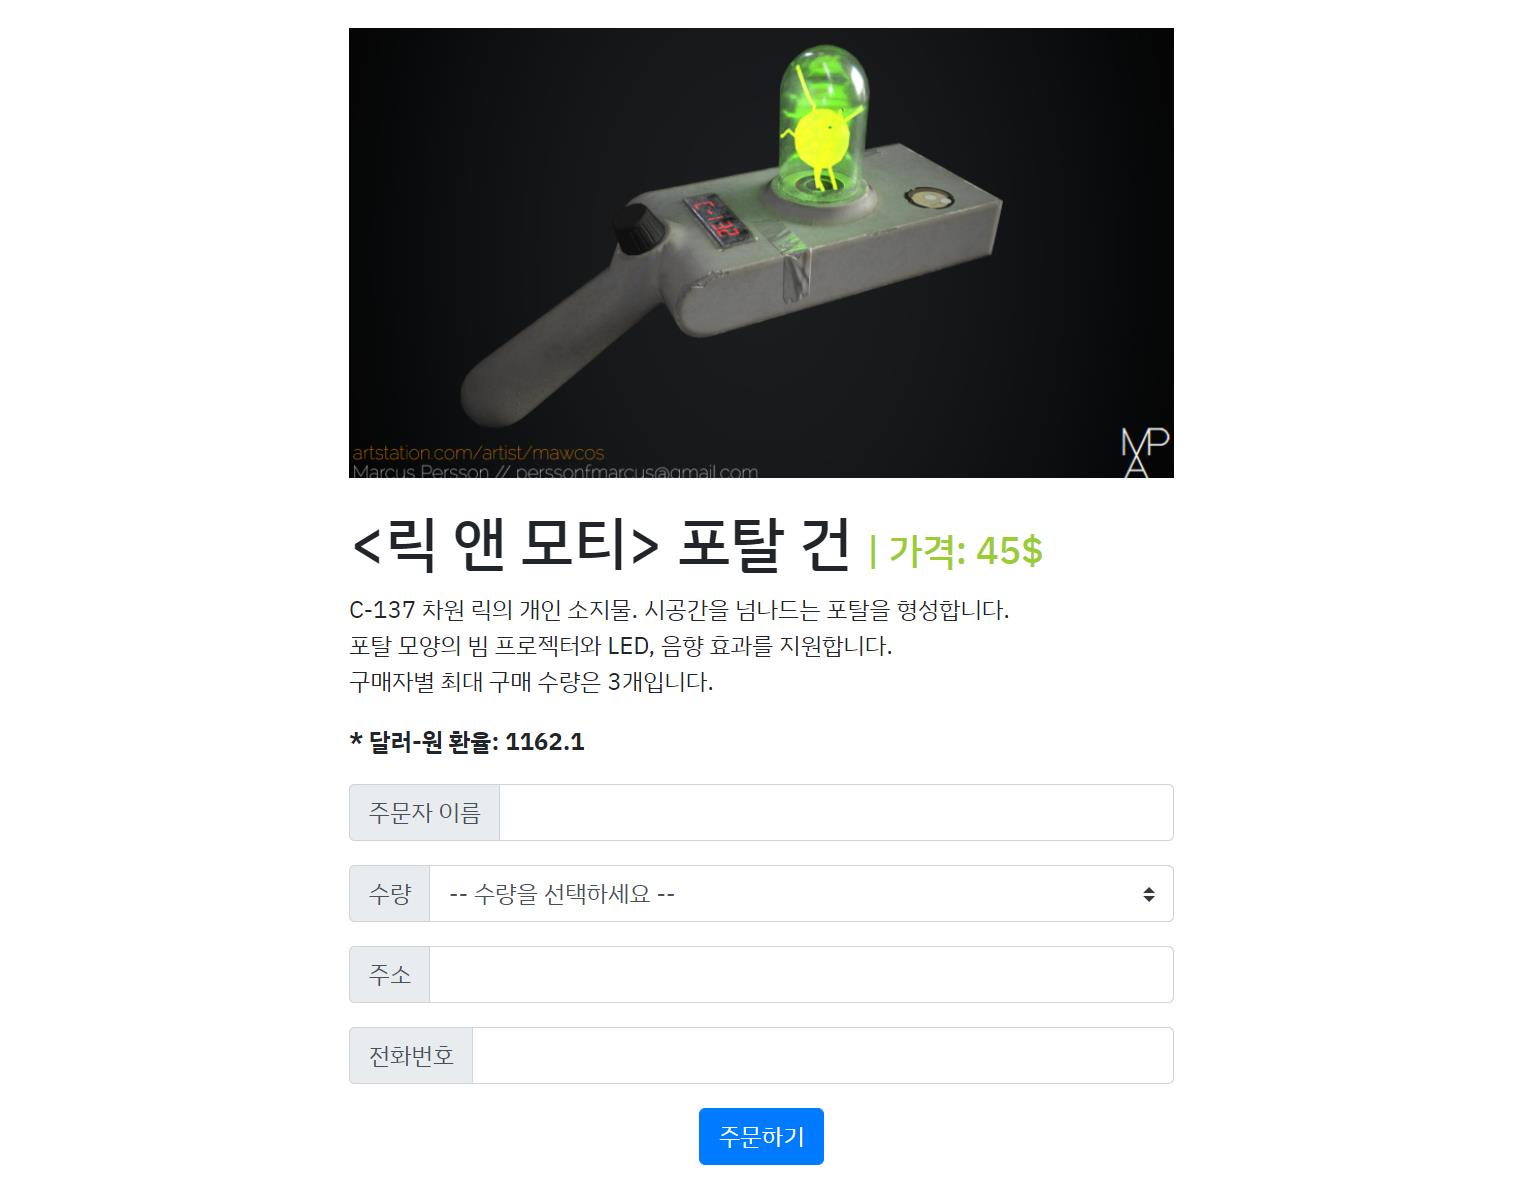 C-132
artstation.com/artist/mawcos
Marcus Persson // perssonfmarcus@gmail.com
MPA
<릭 앤 모티> 포탈 건 | 가격: 45$
C-137 차원 릭의 개인 소지물. 시공간을 넘나드는 포탈을 형성합니다.
포탈 모양의 빔 프로젝터와 LED, 음향 효과를 지원합니다.
구매자별 최대 구매 수량은 3개입니다.
* 달러-원 환율: 1162.1
주문자 이름
수량 -- 수량을 선택하세요 --
주소
전화번호
주문하기